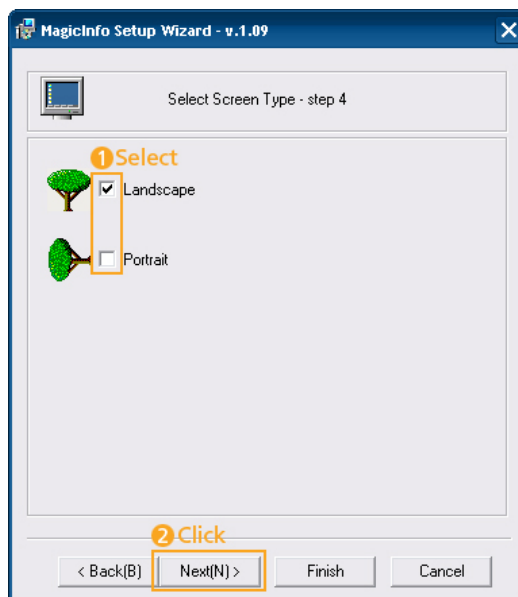 MagicInfo Setup Wizard - v.1.09
Select Screen Type - step 4
1 Select
Landscape
Portrait
2 Click
< Back(B) Next(N) > Finish Cancel